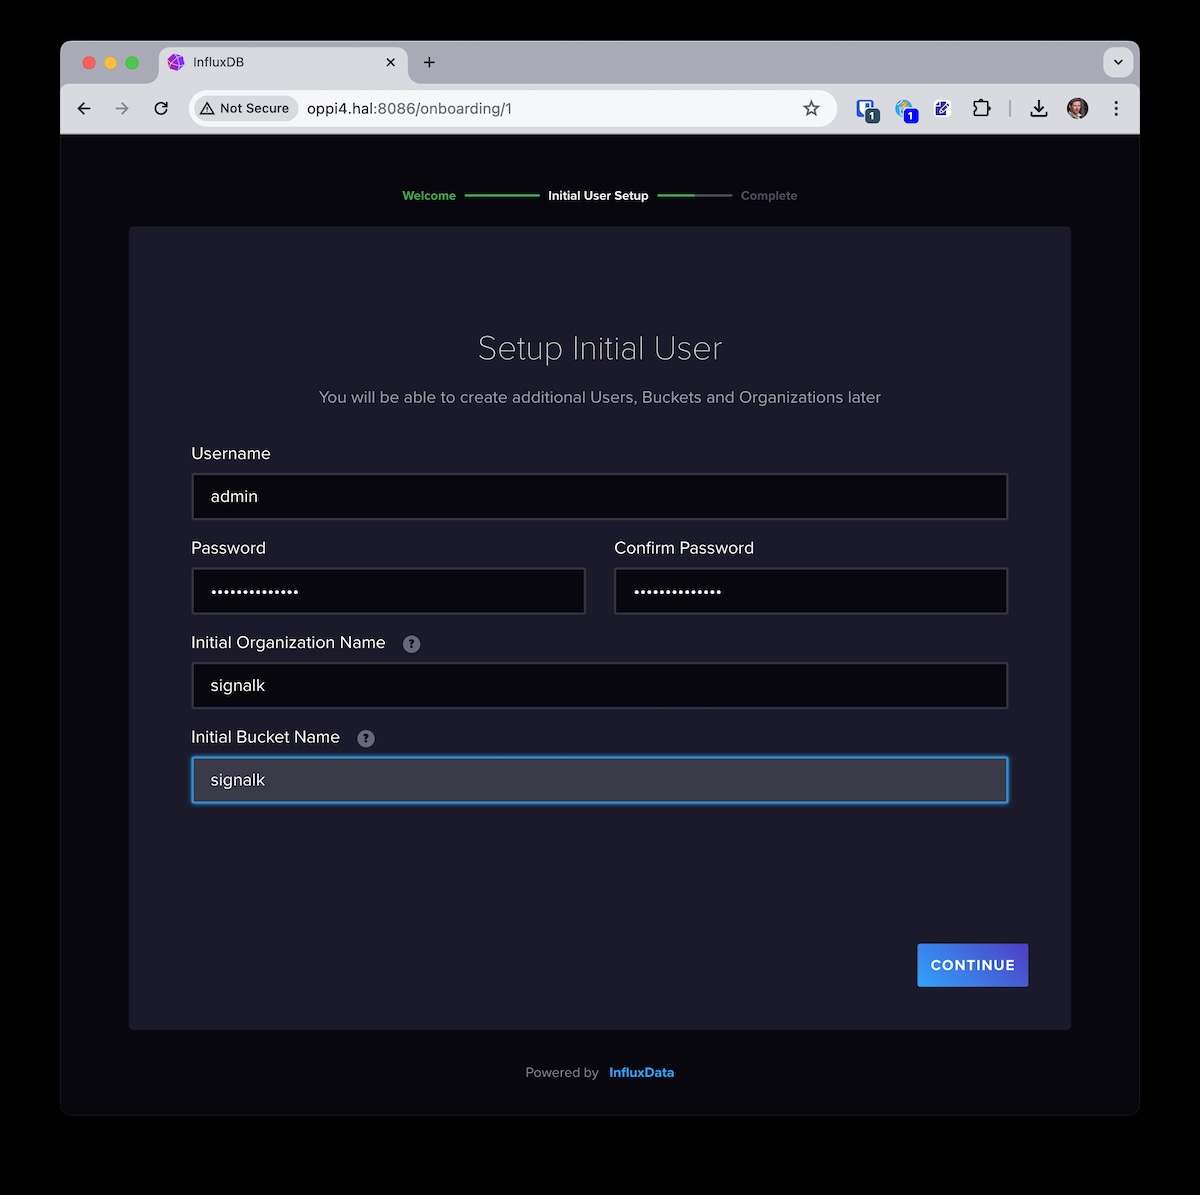 InfluxDB
Not Secure oppi4.hal:8086/onboarding/1 1 1
Welcome Initial User Setup Complete
Setup Initial User
You will be able to create additional Users, Buckets and Organizations later
Username
admin
Password Confirm Password
•••••••••••••• ••••••••••••••
Initial Organization Name ?
signalk
Initial Bucket Name ?
signalk
CONTINUE
Powered by InfluxData